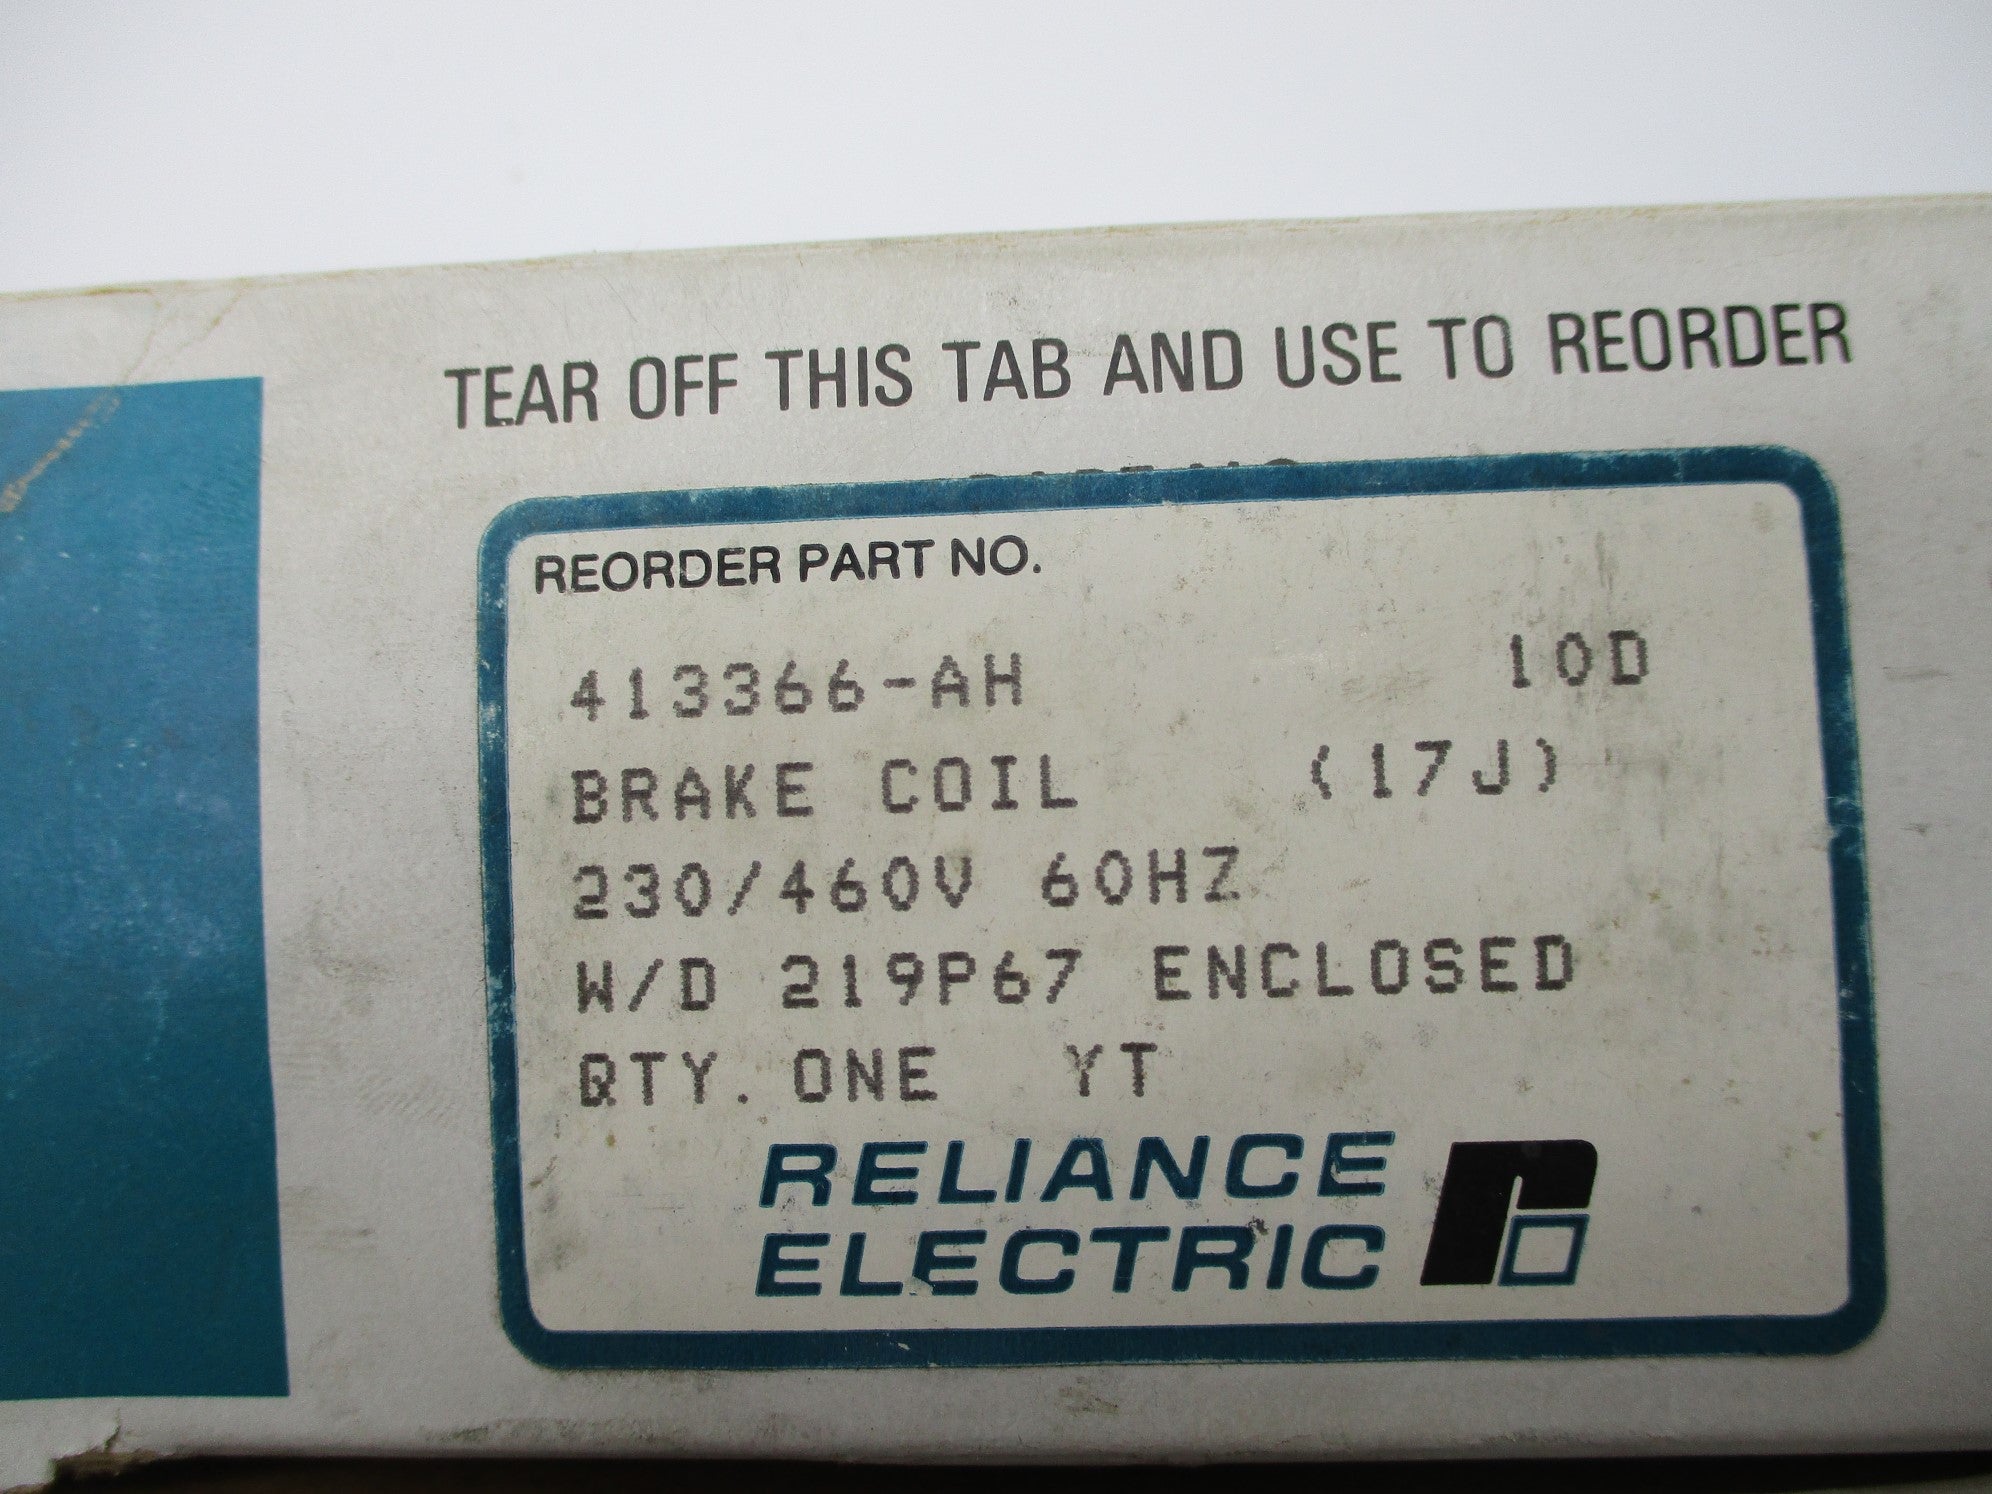 TEAR OFF THIS TAB AND USE TO REORDER
REORDER PART NO.
413366-AH 10D
BRAKE COIL (17J)
230/460V 60HZ
W/D 219P67 ENCLOSED
QTY. ONE YT
RELIANCE
ELECTRIC